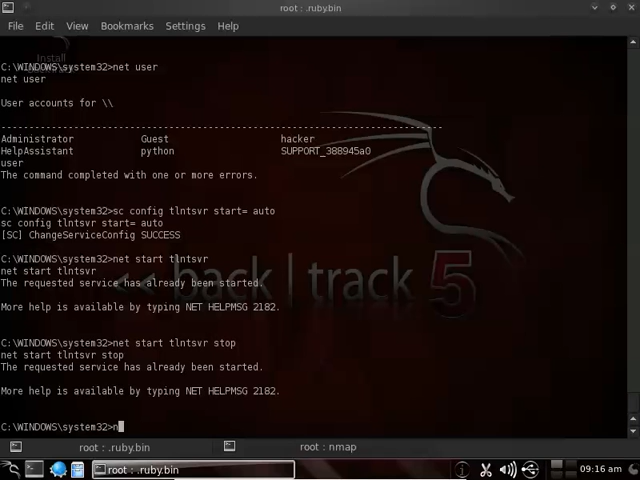 root : .ruby.bin
File Edit View Bookmarks Settings Help
Install
C:\WINDOWS\system32>net user
net user
User accounts for \\
-------------------------------------------------------------------------------
Administrator Guest hacker
HelpAssistant python SUPPORT_388945a0
user
The command completed with one or more errors.
C:\WINDOWS\system32>sc config tlntsvr start= auto
sc config tlntsvr start= auto
[SC] ChangeServiceConfig SUCCESS
C:\WINDOWS\system32>net start tlntsvr
net start tlntsvr
The requested service has already been started.
More help is available by typing NET HELPMSG 2182.
C:\WINDOWS\system32>net start tlntsvr stop
net start tlntsvr stop
The requested service has already been started.
More help is available by typing NET HELPMSG 2182.
C:\WINDOWS\system32>n
<< back | track 5
root : .ruby.bin root : nmap
root : .ruby.bin 09:16 am